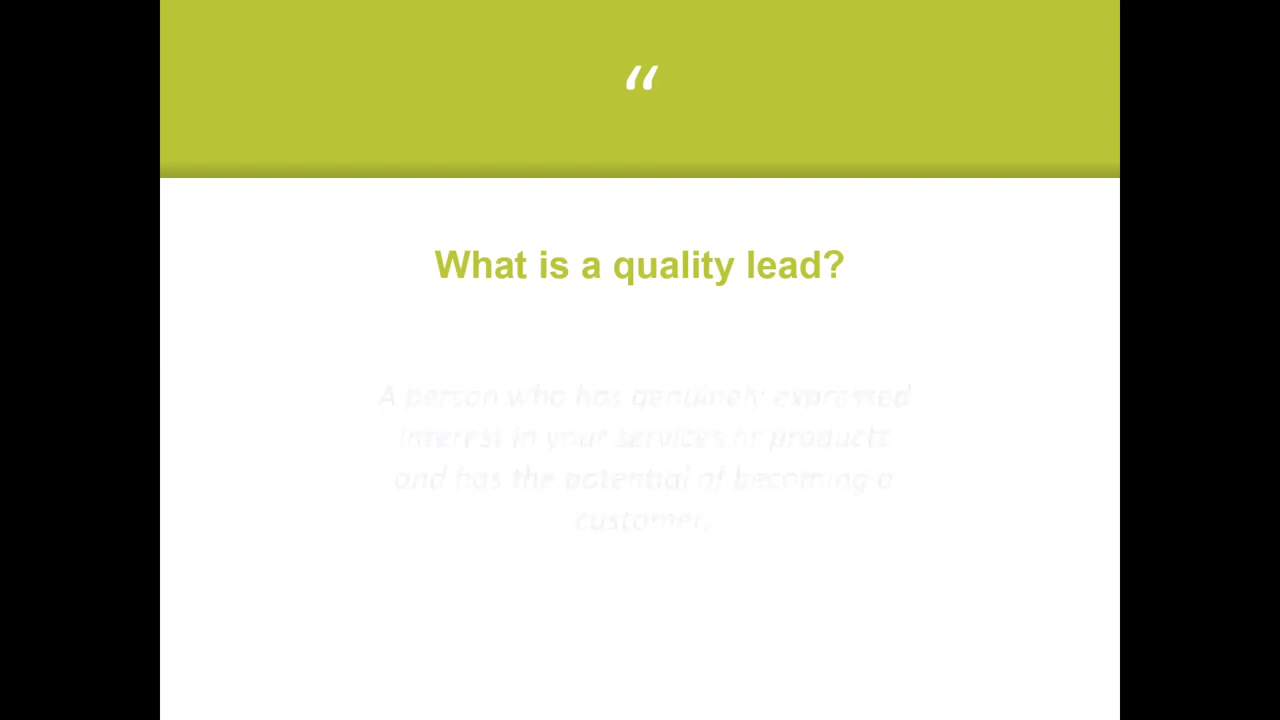 “
What is a quality lead?
A person who has genuinely expressed
interest in your services or products
and has the potential of becoming a
customer.